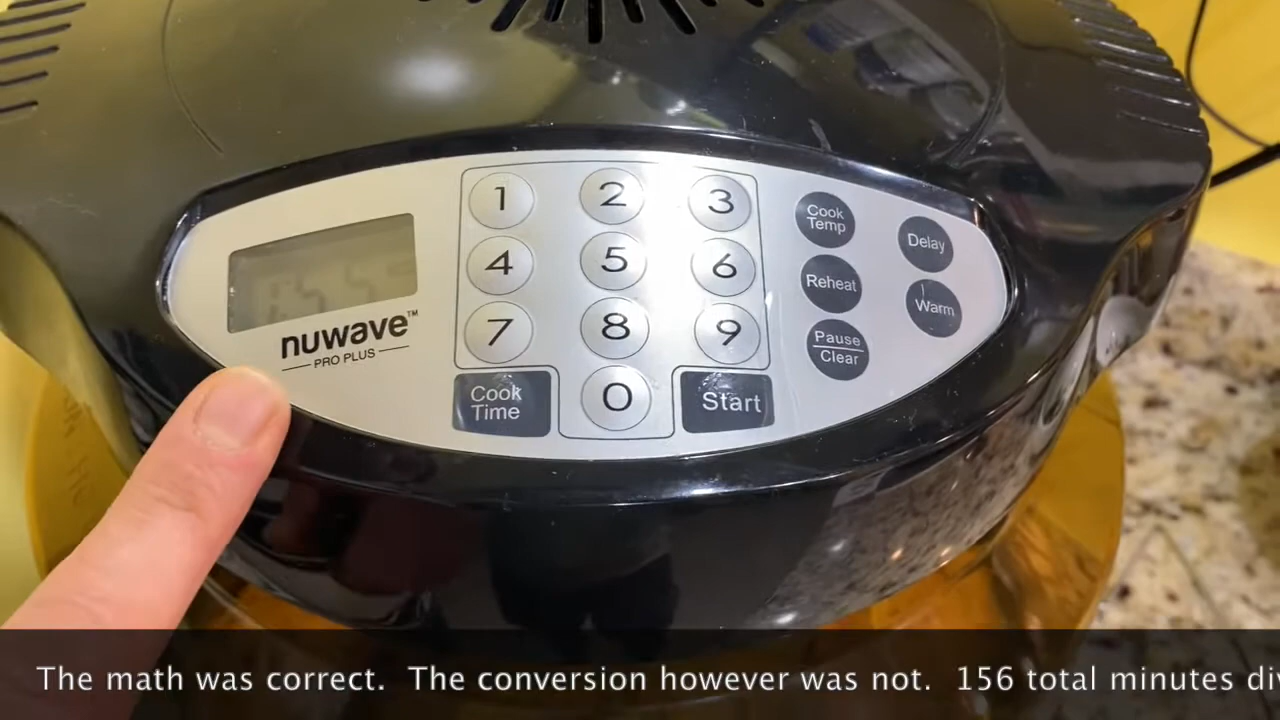 1 2 3
4 5 6
7 8 9
0
Cook
Time
Start
Cook
Temp
Delay
Reheat
Warm
Pause
Clear
nuwave™
PRO PLUS
The math was correct. The conversion however was not. 156 total minutes di